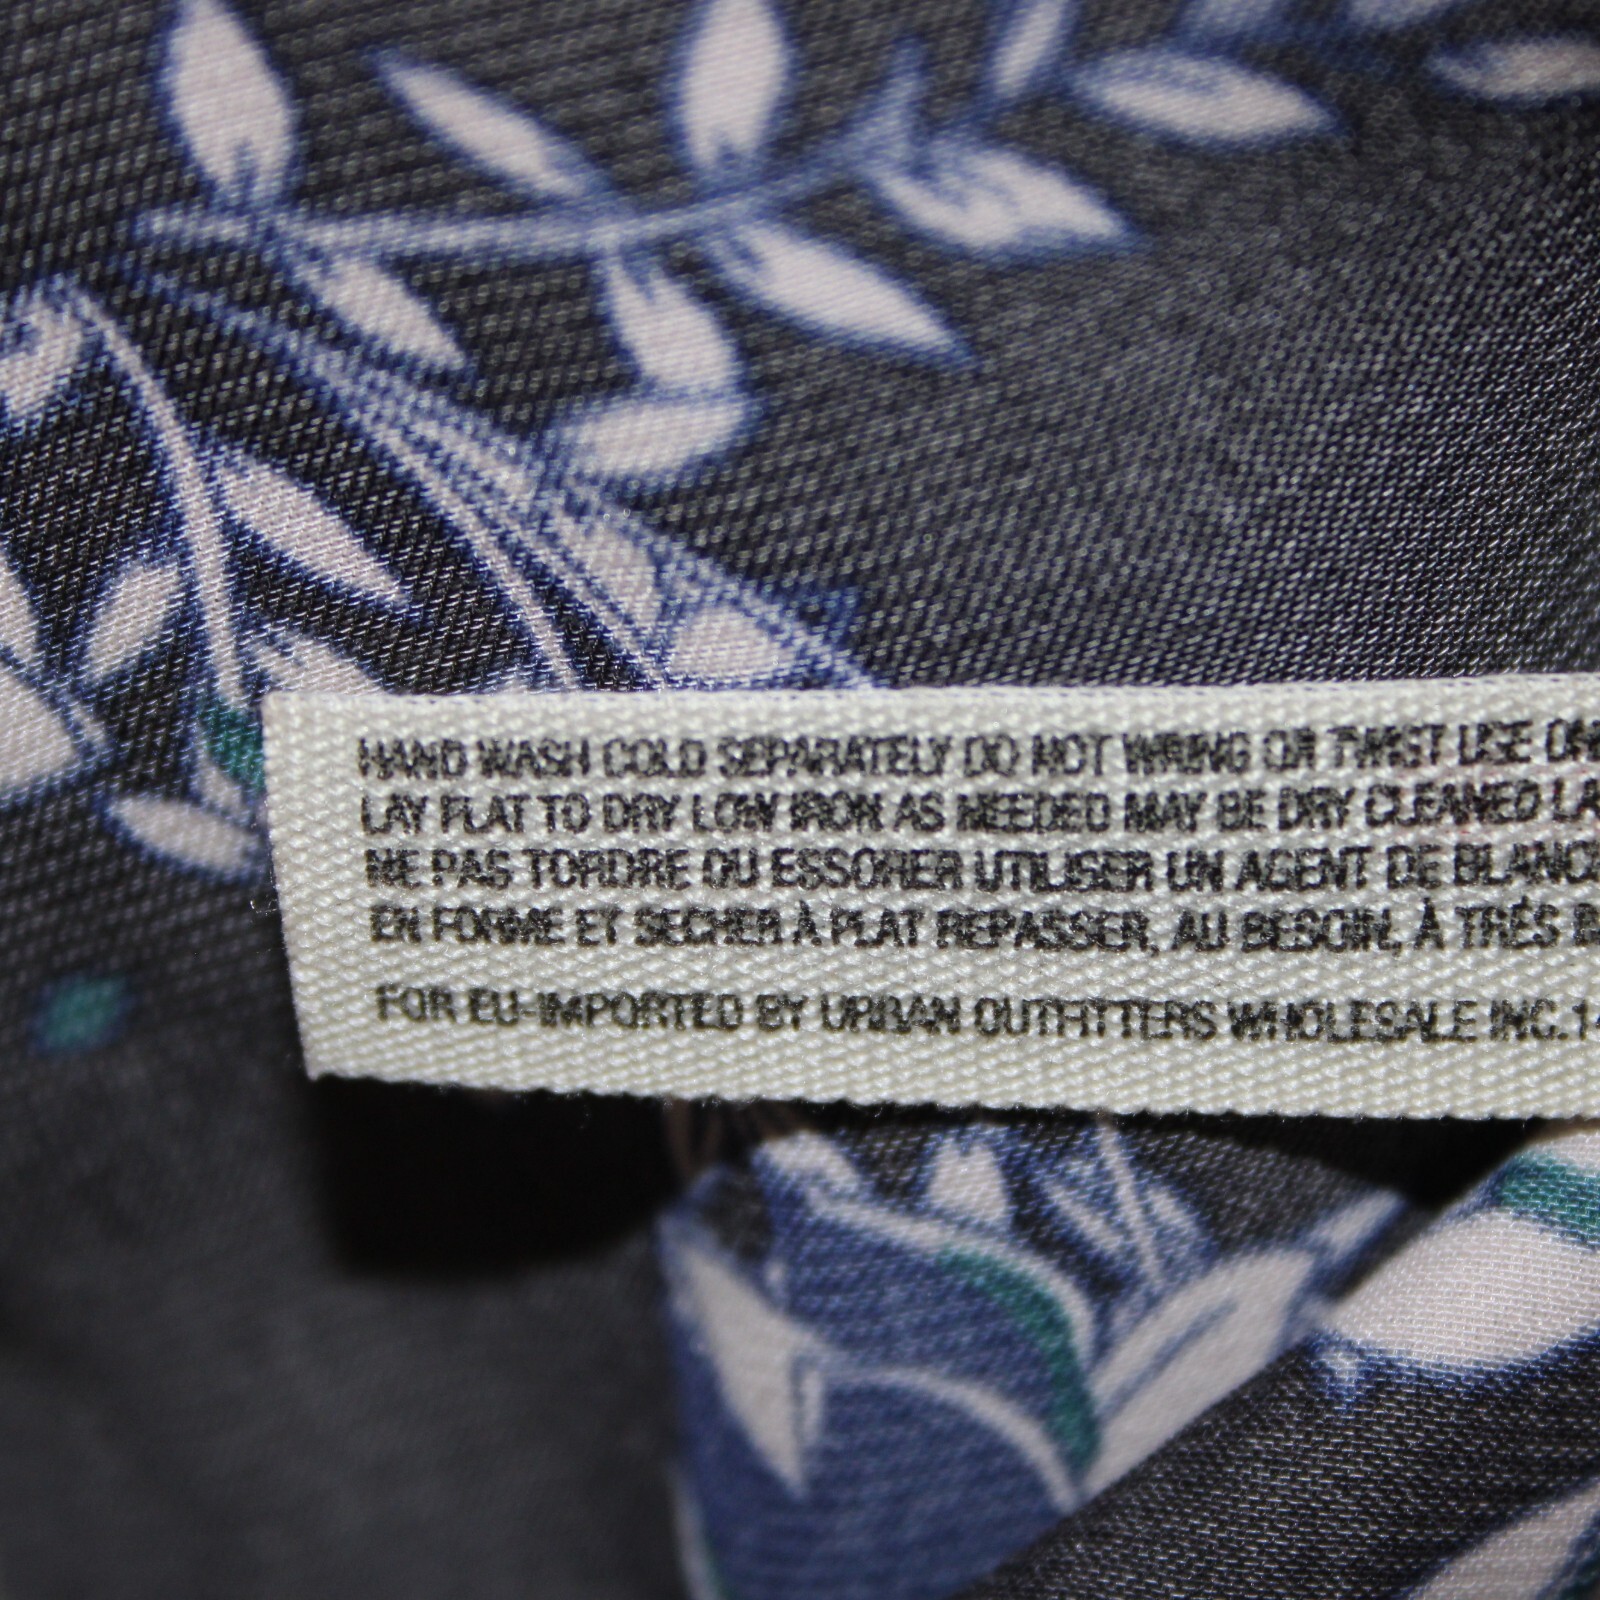 HAND WASH COLD SEPARATELY DO NOT WRING OR TWIST USE
LAY FLAT TO DRY LOW IRON AS NEEDED MAY BE DRY CLEANED
NE PAS TORDRE OU ESSORER UTILISER UN AGENT DE
EN FORME ET SECHER À PLAT REPASSER, AU BESOIN, À TRÉS
FOR EU-IMPORTED BY URBAN OUTFITTERS WHOLESALE INC.